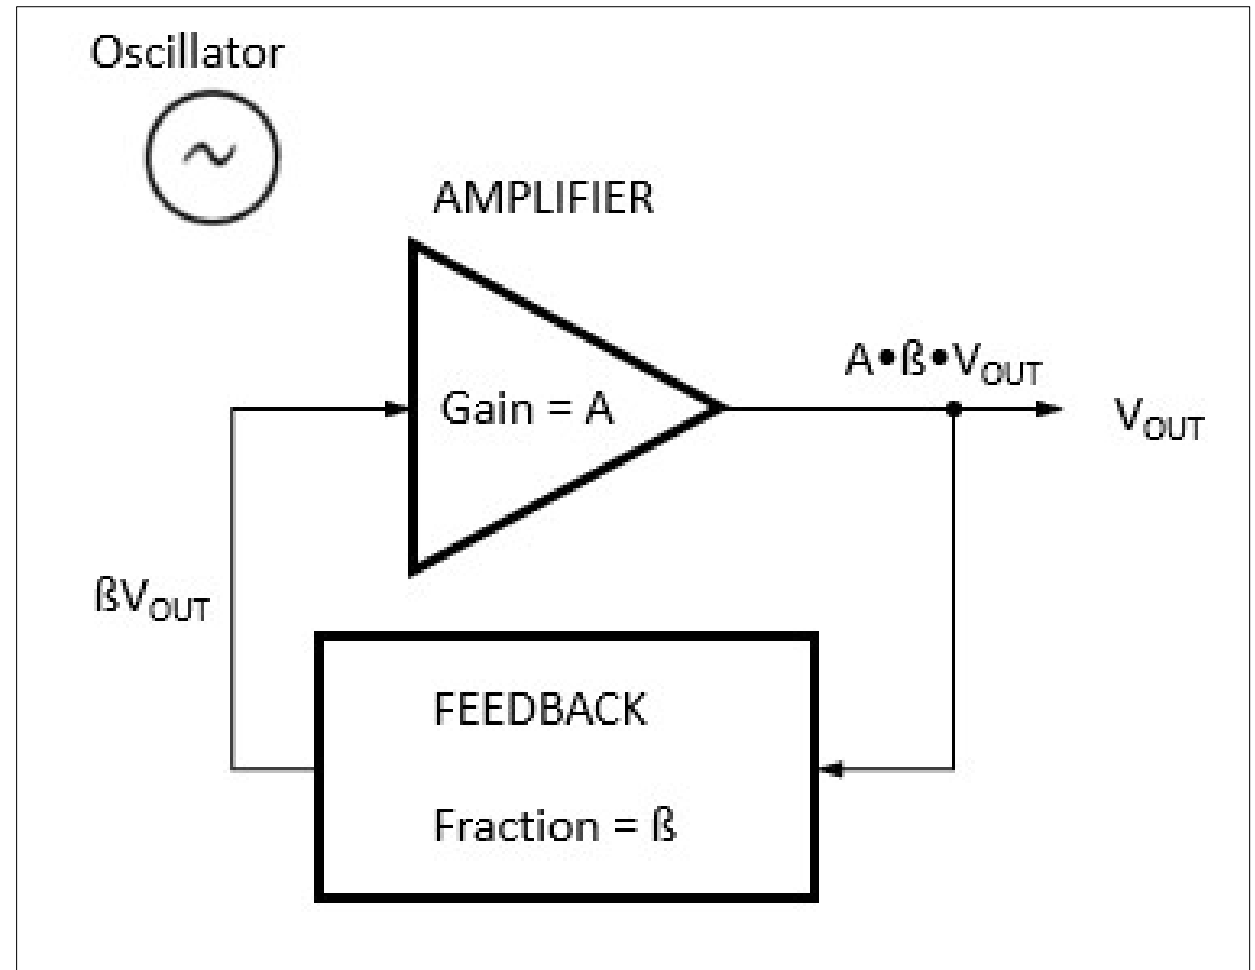 Oscillator
AMPLIFIER
A•ß•VOUT
Gain = A
VOUT
ßVOUT
FEEDBACK
Fraction = ß